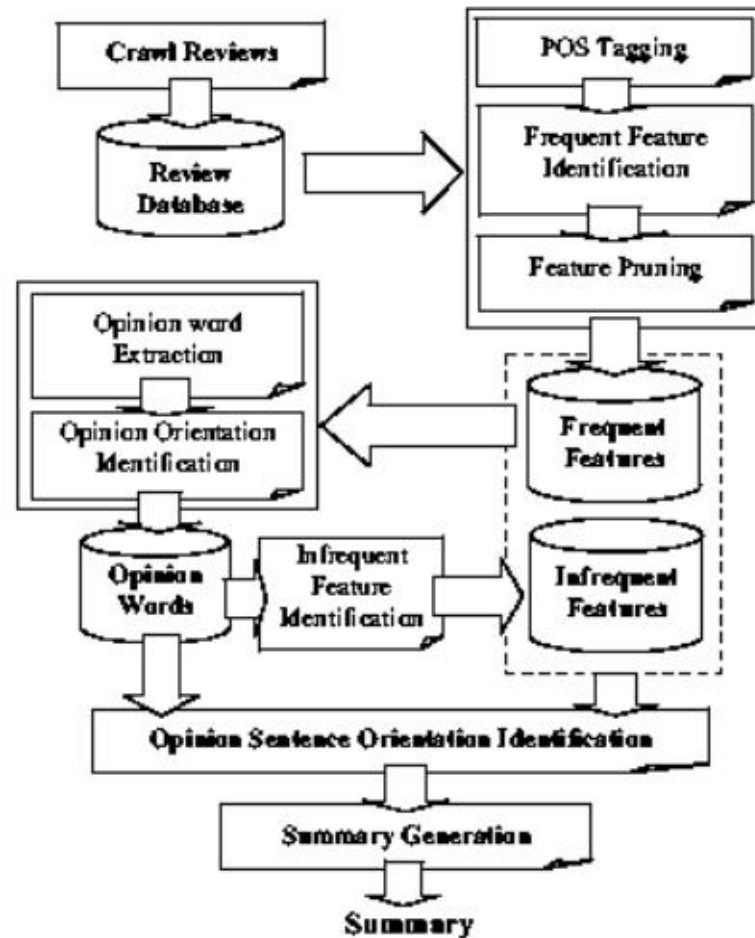 Crawl Reviews
POS Tagging
Review
Database
Frequent Feature
Identification
Feature Pruning
Opinion word
Extraction
Opinion Orientation
Identification
Frequent
Features
Opinion
Words
Infrequent
Feature
Identification
Infrequent
Features
Opinion Sentence Orientation Identification
Summary Generation
Summary